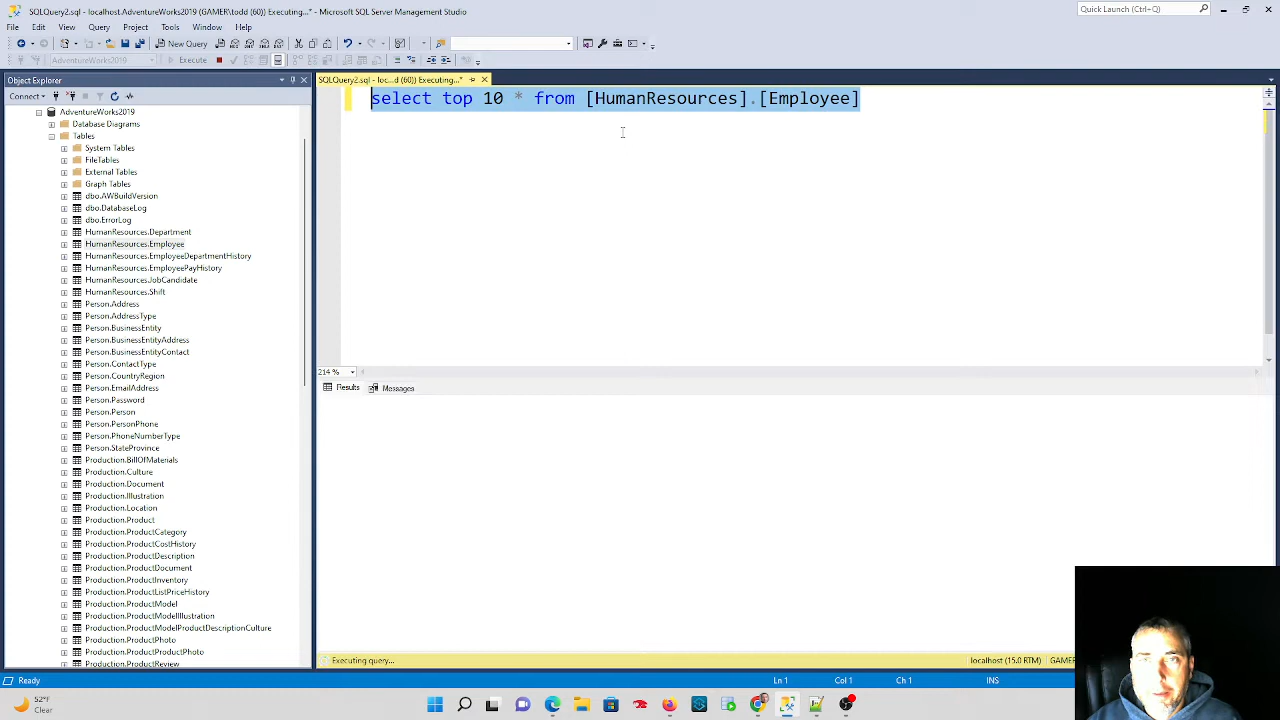 SQLQuery2.sql - localhost.AdventureWorks2019 (GAMER\todd (60)) Executing...* - Microsoft SQL Server Management Studio
Quick Launch (Ctrl+Q)
File Edit View Query Project Tools Window Help
New Query
AdventureWorks2019 Execute
Object Explorer
SQLQuery2.sql - loc...d (60)) Executing...*
Connect
select top 10 * from [HumanResources].[Employee]
AdventureWorks2019
Database Diagrams
Tables
System Tables
FileTables
External Tables
Graph Tables
dbo.AWBuildVersion
dbo.DatabaseLog
dbo.ErrorLog
HumanResources.Department
HumanResources.Employee
HumanResources.EmployeeDepartmentHistory
HumanResources.EmployeePayHistory
HumanResources.JobCandidate
HumanResources.Shift
Person.Address
Person.AddressType
Person.BusinessEntity
Person.BusinessEntityAddress
Person.BusinessEntityContact
Person.ContactType
Person.CountryRegion
Person.EmailAddress
Person.Password
Person.Person
Person.PersonPhone
Person.PhoneNumberType
Person.StateProvince
Production.BillOfMaterials
Production.Culture
Production.Document
Production.Illustration
Production.Location
Production.Product
Production.ProductCategory
Production.ProductCostHistory
Production.ProductDescription
Production.ProductDocument
Production.ProductInventory
Production.ProductListPriceHistory
Production.ProductModel
Production.ProductModelIllustration
Production.ProductModelProductDescriptionCulture
Production.ProductPhoto
Production.ProductProductPhoto
Production.ProductReview
214 %
Results Messages
Executing query... localhost (15.0 RTM) GAMER
Ready Ln 1 Col 1 Ch 1 INS
52°F
Clear